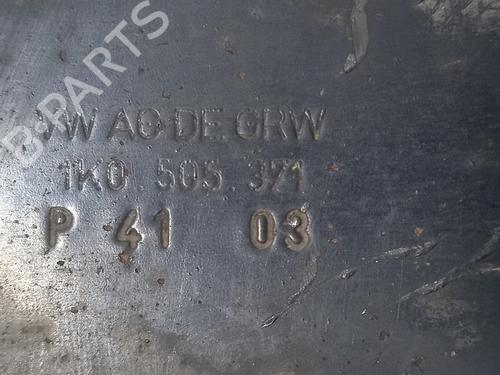 B-PARTS
VW AG DE GRW
1K0 505 371
P 41 03